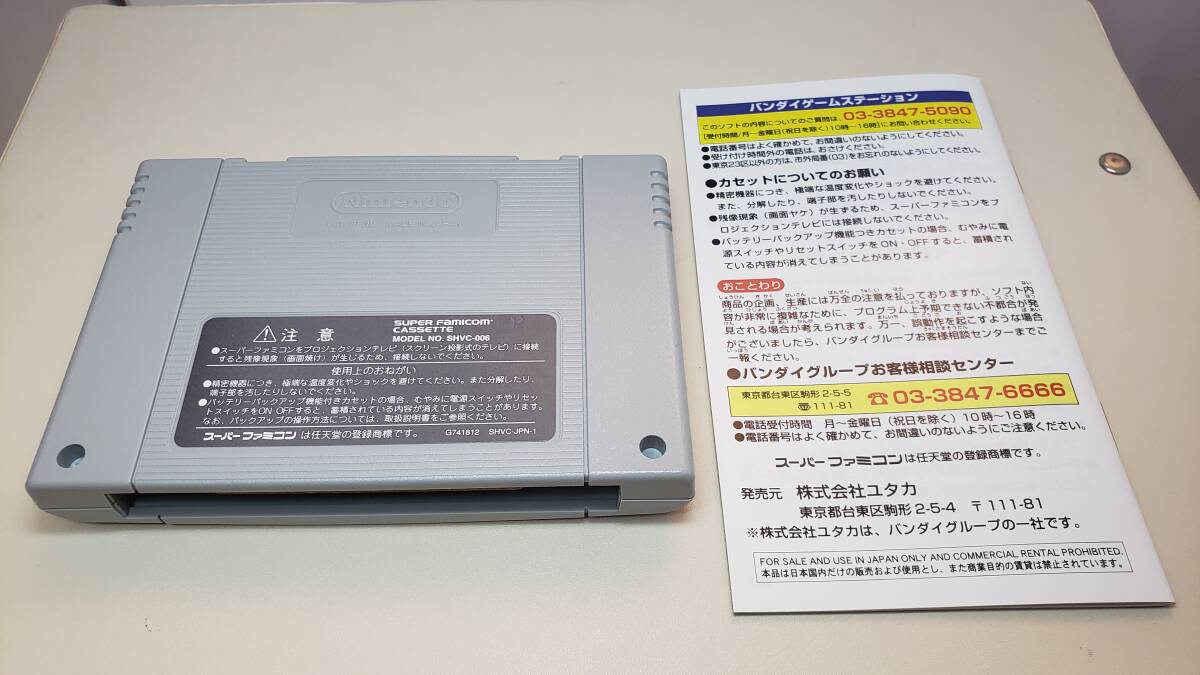 Nintendo
注意
SUPER FAMICOM
CASSETTE
MODEL NO. SHVC-006
●スーパーファミコンをプロジェクションテレビ(スクリーン投影式のテレビ)に接続
すると残像現象(画面焼け)が生じるため、接続しないでください。
使用上のおねがい
●精密機器につき、極端な温度変化やショックを避けてください。また分解したり、
端子部を汚したりしないでください。
●バッテリーバックアップ機能付きカセットの場合、むやみに電源スイッチやリセッ
トスイッチをON OFFすると、蓄積されている内容が消えてしまうことがあります。
なお、バックアップの操作方法については、取扱説明書をご参照ください。
スーパーファミコンは任天堂の登録商標です。 G741812 SHVC-JPN-1
バンダイゲームステーション
このソフトの内容についてのご質問は、03-3847-5090
[受付時間/月〜金曜日(祝日を除く)10時〜16時]にお問い合わせください。
●電話番号はよく確かめて、お間違いのないようにしてください。
●受け付け時間外の電話は、おさけください。
●東京23区以外の方は、市外局番(03)をお忘れのないようにしてください。
●カセットについてのお願い
●精密機器につき、極端な温度変化やショックを避けてください。
また、分解したり、端子部を汚したりしないでください。
●残像現象(画面ヤケ)が生ずるため、スーパーファミコンをプ
ロジェクションテレビには接続しないでください。
●バッテリーバックアップ機能つきカセットの場合、むやみに電
源スイッチやリセットスイッチをON・OFFすると、蓄積され
ている内容が消えてしまうことがあります。
おことわり
商品の企画、生産には万全の注意を払っておりますが、ソフト内
容が非常に複雑なために、プログラム上予期できない不都合が発
見される場合が考えられます。万一、誤動作を起こすような場合
がございましたら、バンダイグループお客様相談センターまでご
一報ください。
●バンダイグループお客様相談センター
東京都台東区駒形2-5-5
〠111-81 ☎03-3847-6666
●電話受付時間 月〜金曜日(祝日を除く)10時〜16時
●電話番号はよく確かめて、お間違いのないようにご注意ください。
スーパーファミコンは任天堂の登録商標です。
発売元 株式会社ユタカ
東京都台東区駒形2-5-4 〒111-81
※株式会社ユタカは、バンダイグループの一社です。
FOR SALE AND USE IN JAPAN ONLY AND COMMERCIAL RENTAL PROHIBITED.
本品は日本国内だけの販売および使用とし、また商業目的の賃貸は禁止されています。